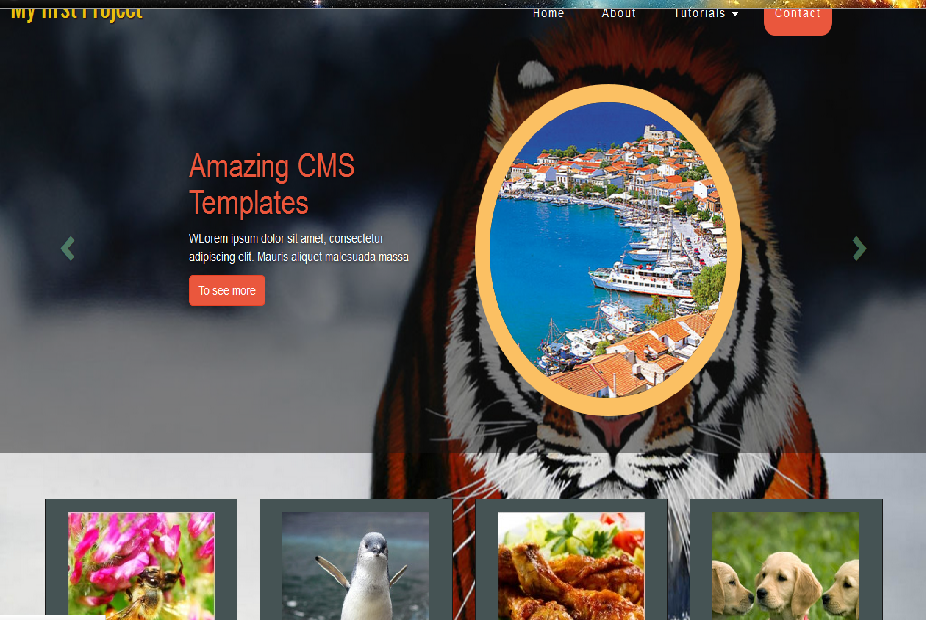 My first Project
Home About Tutorials Contact
Amazing CMS
Templates
WLorem ipsum dolor sit amet, consectetur
adipiscing elit. Mauris aliquet malesuada massa
To see more